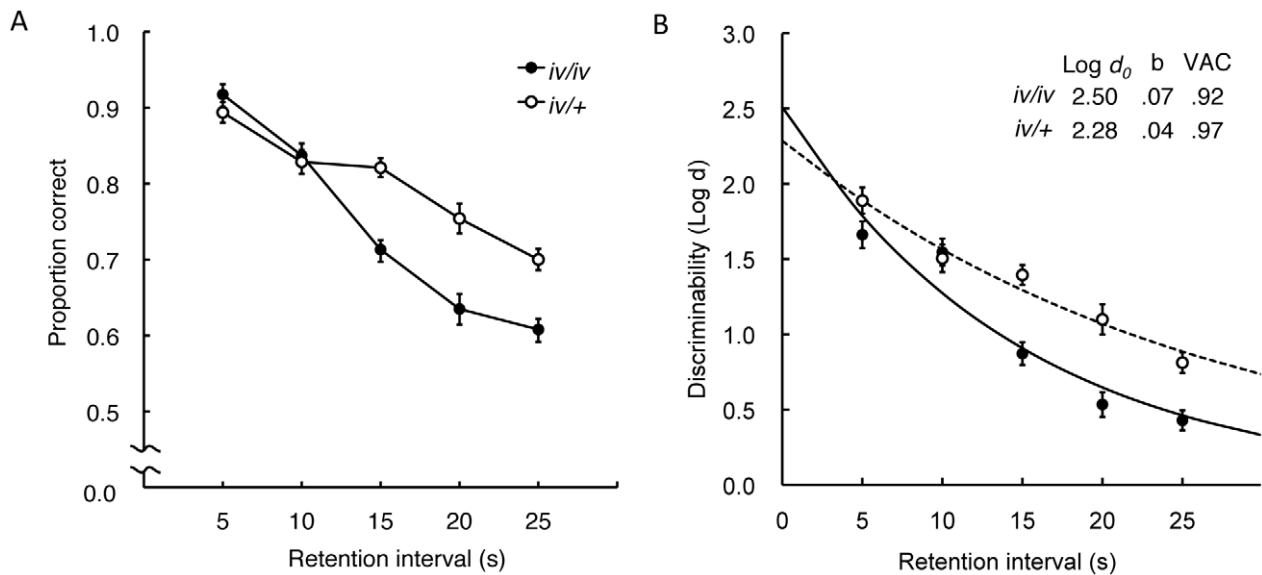 A
1.0
0.9
0.8
0.7
0.6
0.5
0.0
Proportion correct
iv/iv
iv/+
5 10 15 20 25
Retention interval (s)
B
3.0
2.5
2.0
1.5
1.0
0.5
0.0
Discriminability (Log d)
Log d0 b VAC
iv/iv 2.50 .07 .92
iv/+ 2.28 .04 .97
0 5 10 15 20 25
Retention interval (s)